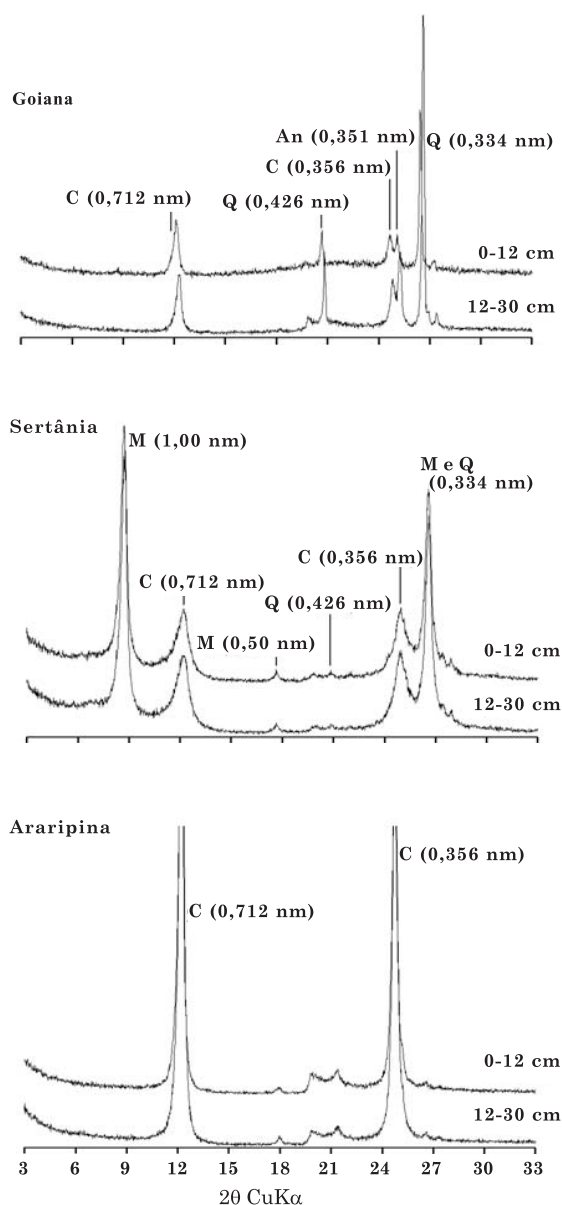 Goiana
An (0,351 nm)
C (0,356 nm)
Q (0,334 nm)
C (0,712 nm)
Q (0,426 nm)
0-12 cm
12-30 cm
Sertânia
M (1,00 nm)
M e Q
(0,334 nm)
C (0,356 nm)
C (0,712 nm)
Q (0,426 nm)
M (0,50 nm)
0-12 cm
12-30 cm
Araripina
C (0,356 nm)
C (0,712 nm)
0-12 cm
12-30 cm
3 6 9 12 15 18 21 24 27 30 33
2θ CuKα